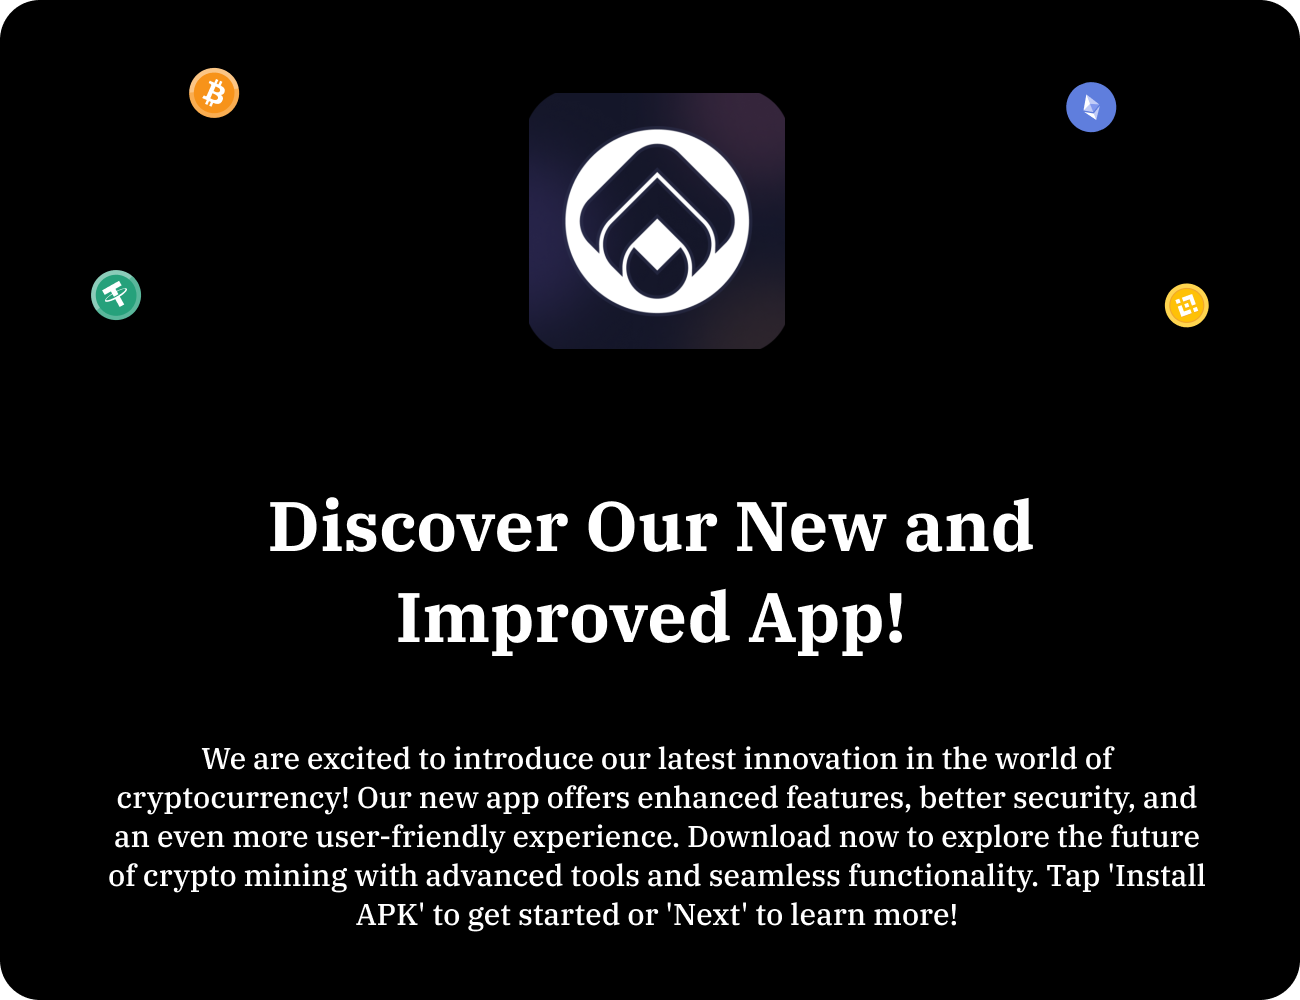 Discover Our New and
Improved App!
We are excited to introduce our latest innovation in the world of
cryptocurrency! Our new app offers enhanced features, better security, and
an even more user-friendly experience. Download now to explore the future
of crypto mining with advanced tools and seamless functionality. Tap 'Install
APK' to get started or 'Next' to learn more!